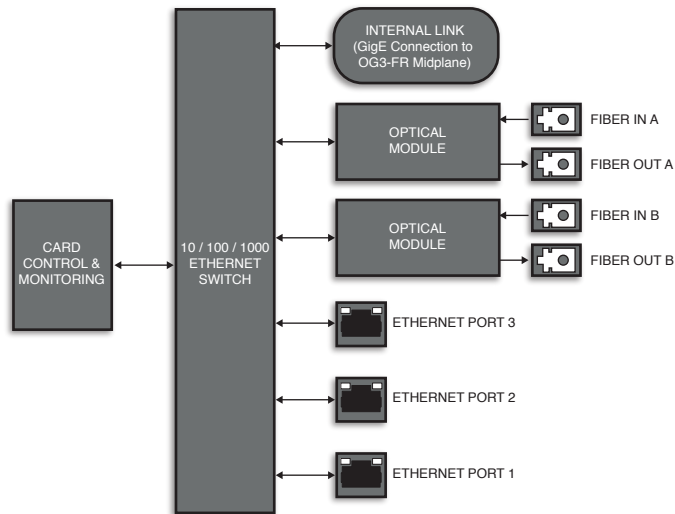 INTERNAL LINK
(GigE Connection to
OG3-FR Midplane)
OPTICAL
MODULE
FIBER IN A
FIBER OUT A
OPTICAL
MODULE
FIBER IN B
FIBER OUT B
CARD
CONTROL &
MONITORING
10 / 100 / 1000
ETHERNET
SWITCH
ETHERNET PORT 3
ETHERNET PORT 2
ETHERNET PORT 1